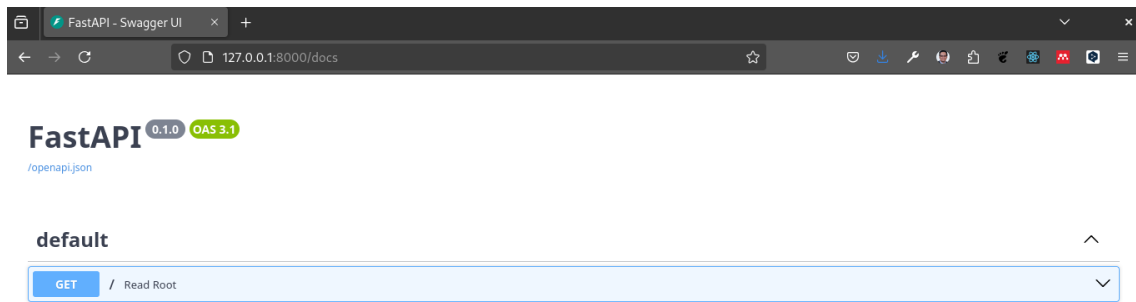 FastAPI - Swagger UI
127.0.0.1:8000/docs
FastAPI 0.1.0 OAS 3.1
/openapi.json
default
GET / Read Root